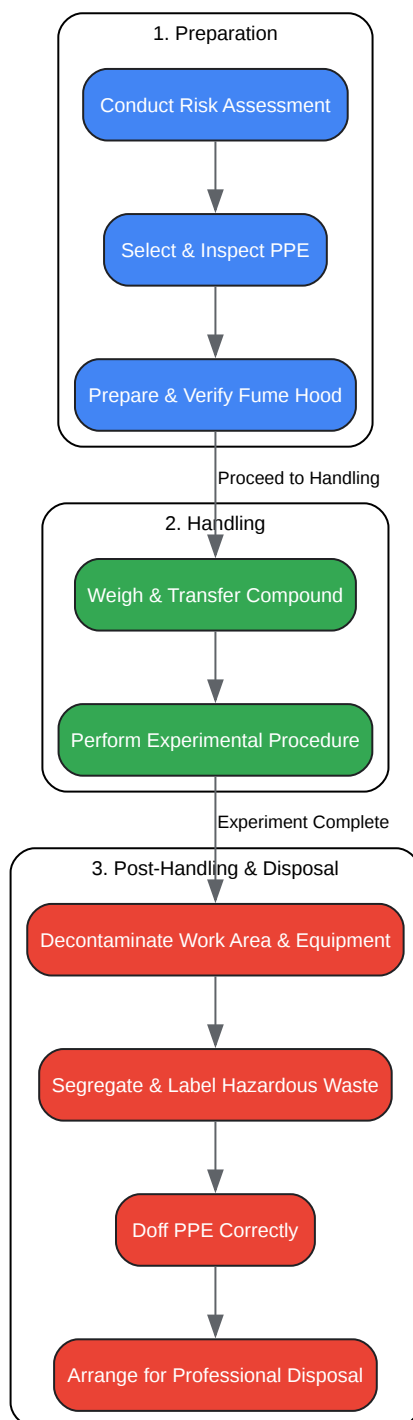 1. Preparation
Conduct Risk Assessment
Select & Inspect PPE
Prepare & Verify Fume Hood
Proceed to Handling
2. Handling
Weigh & Transfer Compound
Perform Experimental Procedure
Experiment Complete
3. Post-Handling & Disposal
Decontaminate Work Area & Equipment
Segregate & Label Hazardous Waste
Doff PPE Correctly
Arrange for Professional Disposal